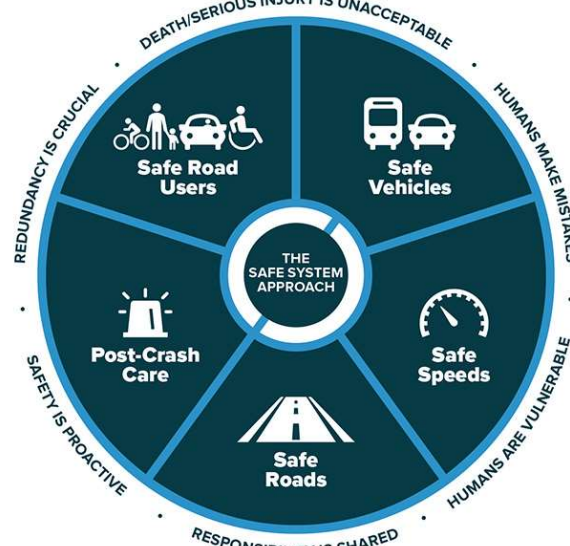 DEATH/SERIOUS INJURY IS UNACCEPTABLE
HUMANS MAKE MISTAKES
HUMANS ARE VULNERABLE
RESPONSIBILITY IS SHARED
SAFETY IS PROACTIVE
REDUNDANCY IS CRUCIAL
Safe Road
Users
Safe
Vehicles
THE
SAFE SYSTEM
APPROACH
Post-Crash
Care
Safe
Speeds
Safe
Roads